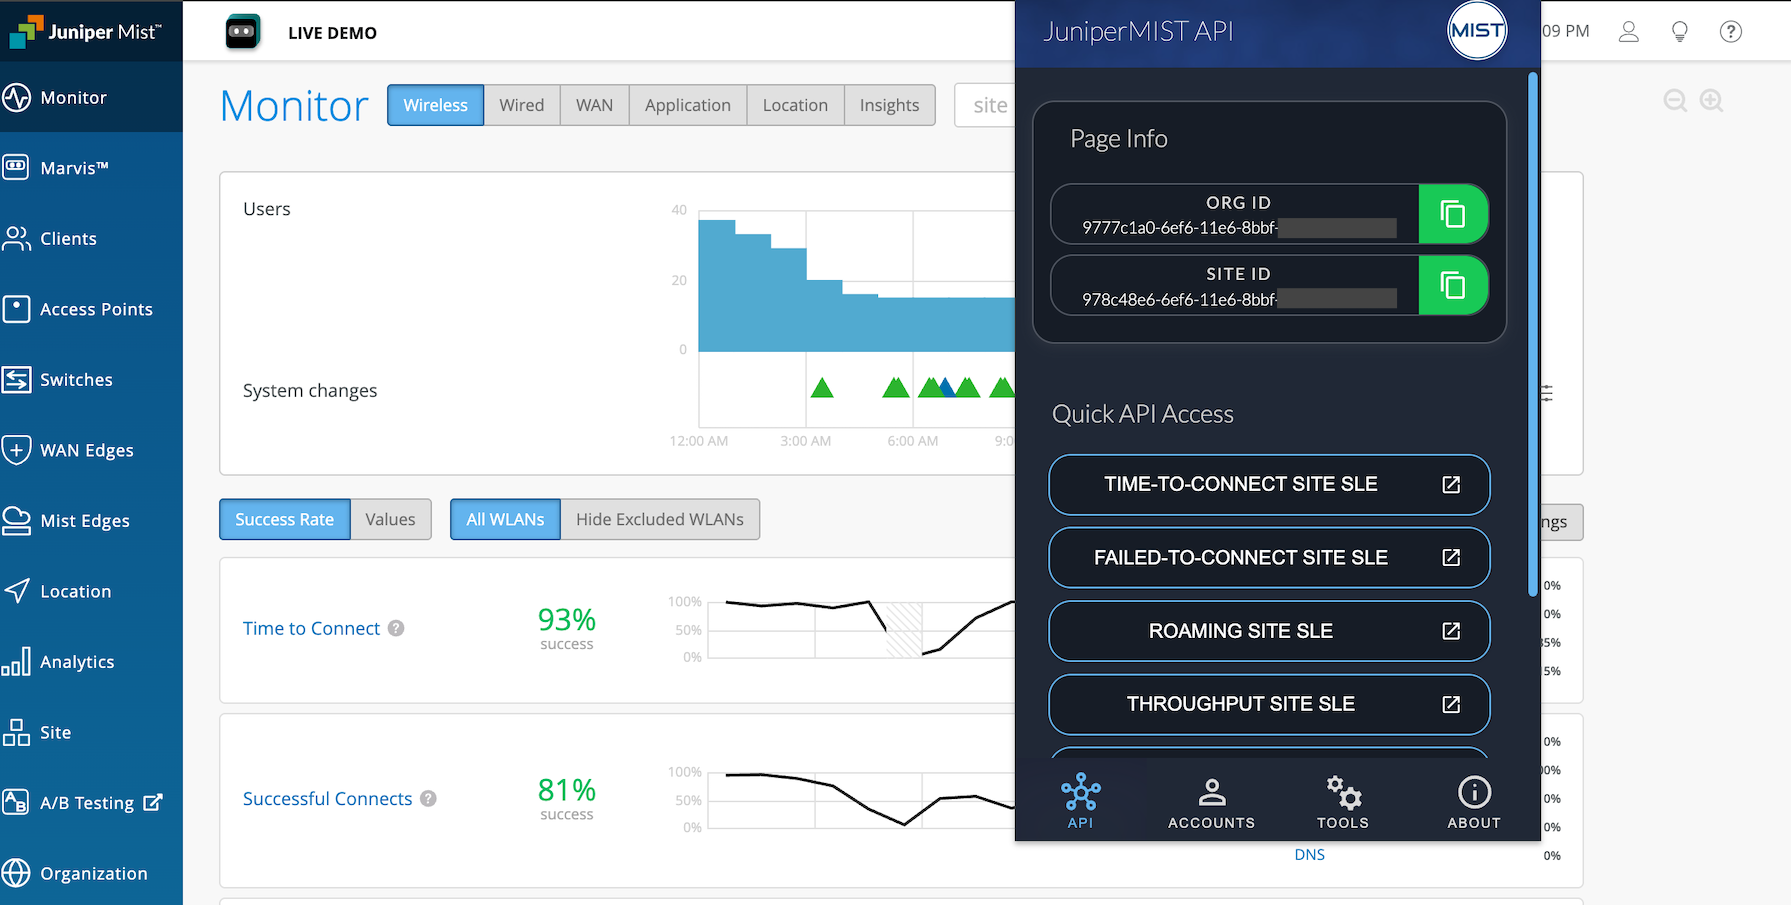 Juniper Mist™
LIVE DEMO
JuniperMIST API
MIST
09 PM
Monitor
Marvis™
Clients
Access Points
Switches
WAN Edges
Mist Edges
Location
Analytics
Site
A/B Testing
Organization
Monitor
Wireless
Wired
WAN
Application
Location
Insights
site
Users
40
20
0
System changes
12:00 AM
3:00 AM
6:00 AM
9:0
Success Rate
Values
All WLANs
Hide Excluded WLANs
ngs
Time to Connect
93%
success
100%
50%
0%
0%
0%
5%
Successful Connects
81%
success
100%
50%
0%
0%
0%
0%
0%
DNS
0%
Page Info
ORG ID
9777c1a0-6ef6-11e6-8bbf-
SITE ID
978c48e6-6ef6-11e6-8bbf-
Quick API Access
TIME-TO-CONNECT SITE SLE
FAILED-TO-CONNECT SITE SLE
ROAMING SITE SLE
THROUGHPUT SITE SLE
API
ACCOUNTS
TOOLS
ABOUT